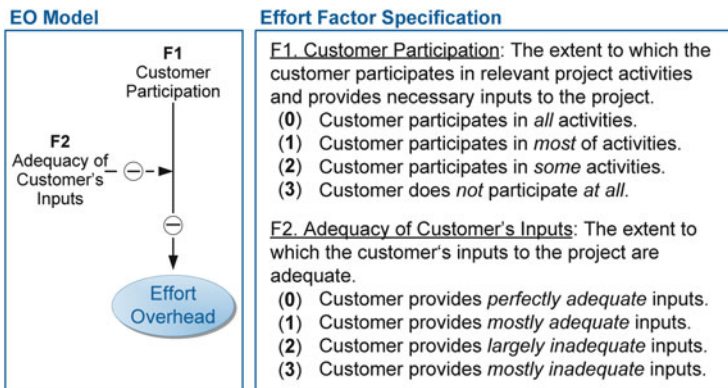 EO Model
F1
Customer
Participation
F2
Adequacy of
Customer's
Inputs
Effort
Overhead
Effort Factor Specification
F1. Customer Participation: The extent to which the
customer participates in relevant project activities
and provides necessary inputs to the project.
(0) Customer participates in all activities.
(1) Customer participates in most of activities.
(2) Customer participates in some activities.
(3) Customer does not participate at all.
F2. Adequacy of Customer's Inputs: The extent to
which the customer's inputs to the project are
adequate.
(0) Customer provides perfectly adequate inputs.
(1) Customer provides mostly adequate inputs.
(2) Customer provides largely inadequate inputs.
(3) Customer provides mostly inadequate inputs.